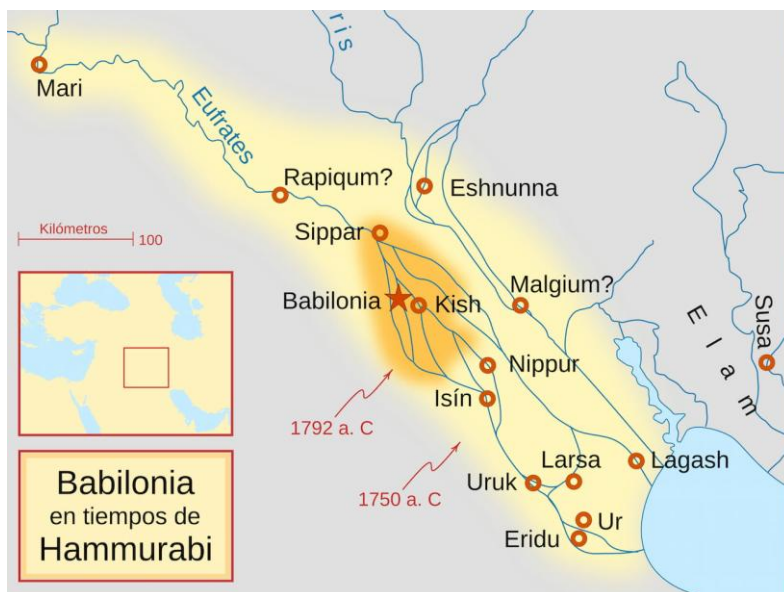 ris
Mari
Eufrates
Rapiqum?
Eshnunna
Kilómetros
100
Sippar
Babilonia
Kish
Malgium?
Susa
Elam
Nippur
Isín
1792 a. C
1750 a. C
Larsa
Lagash
Uruk
Ur
Eridu
Babilonia
en tiempos de
Hammurabi